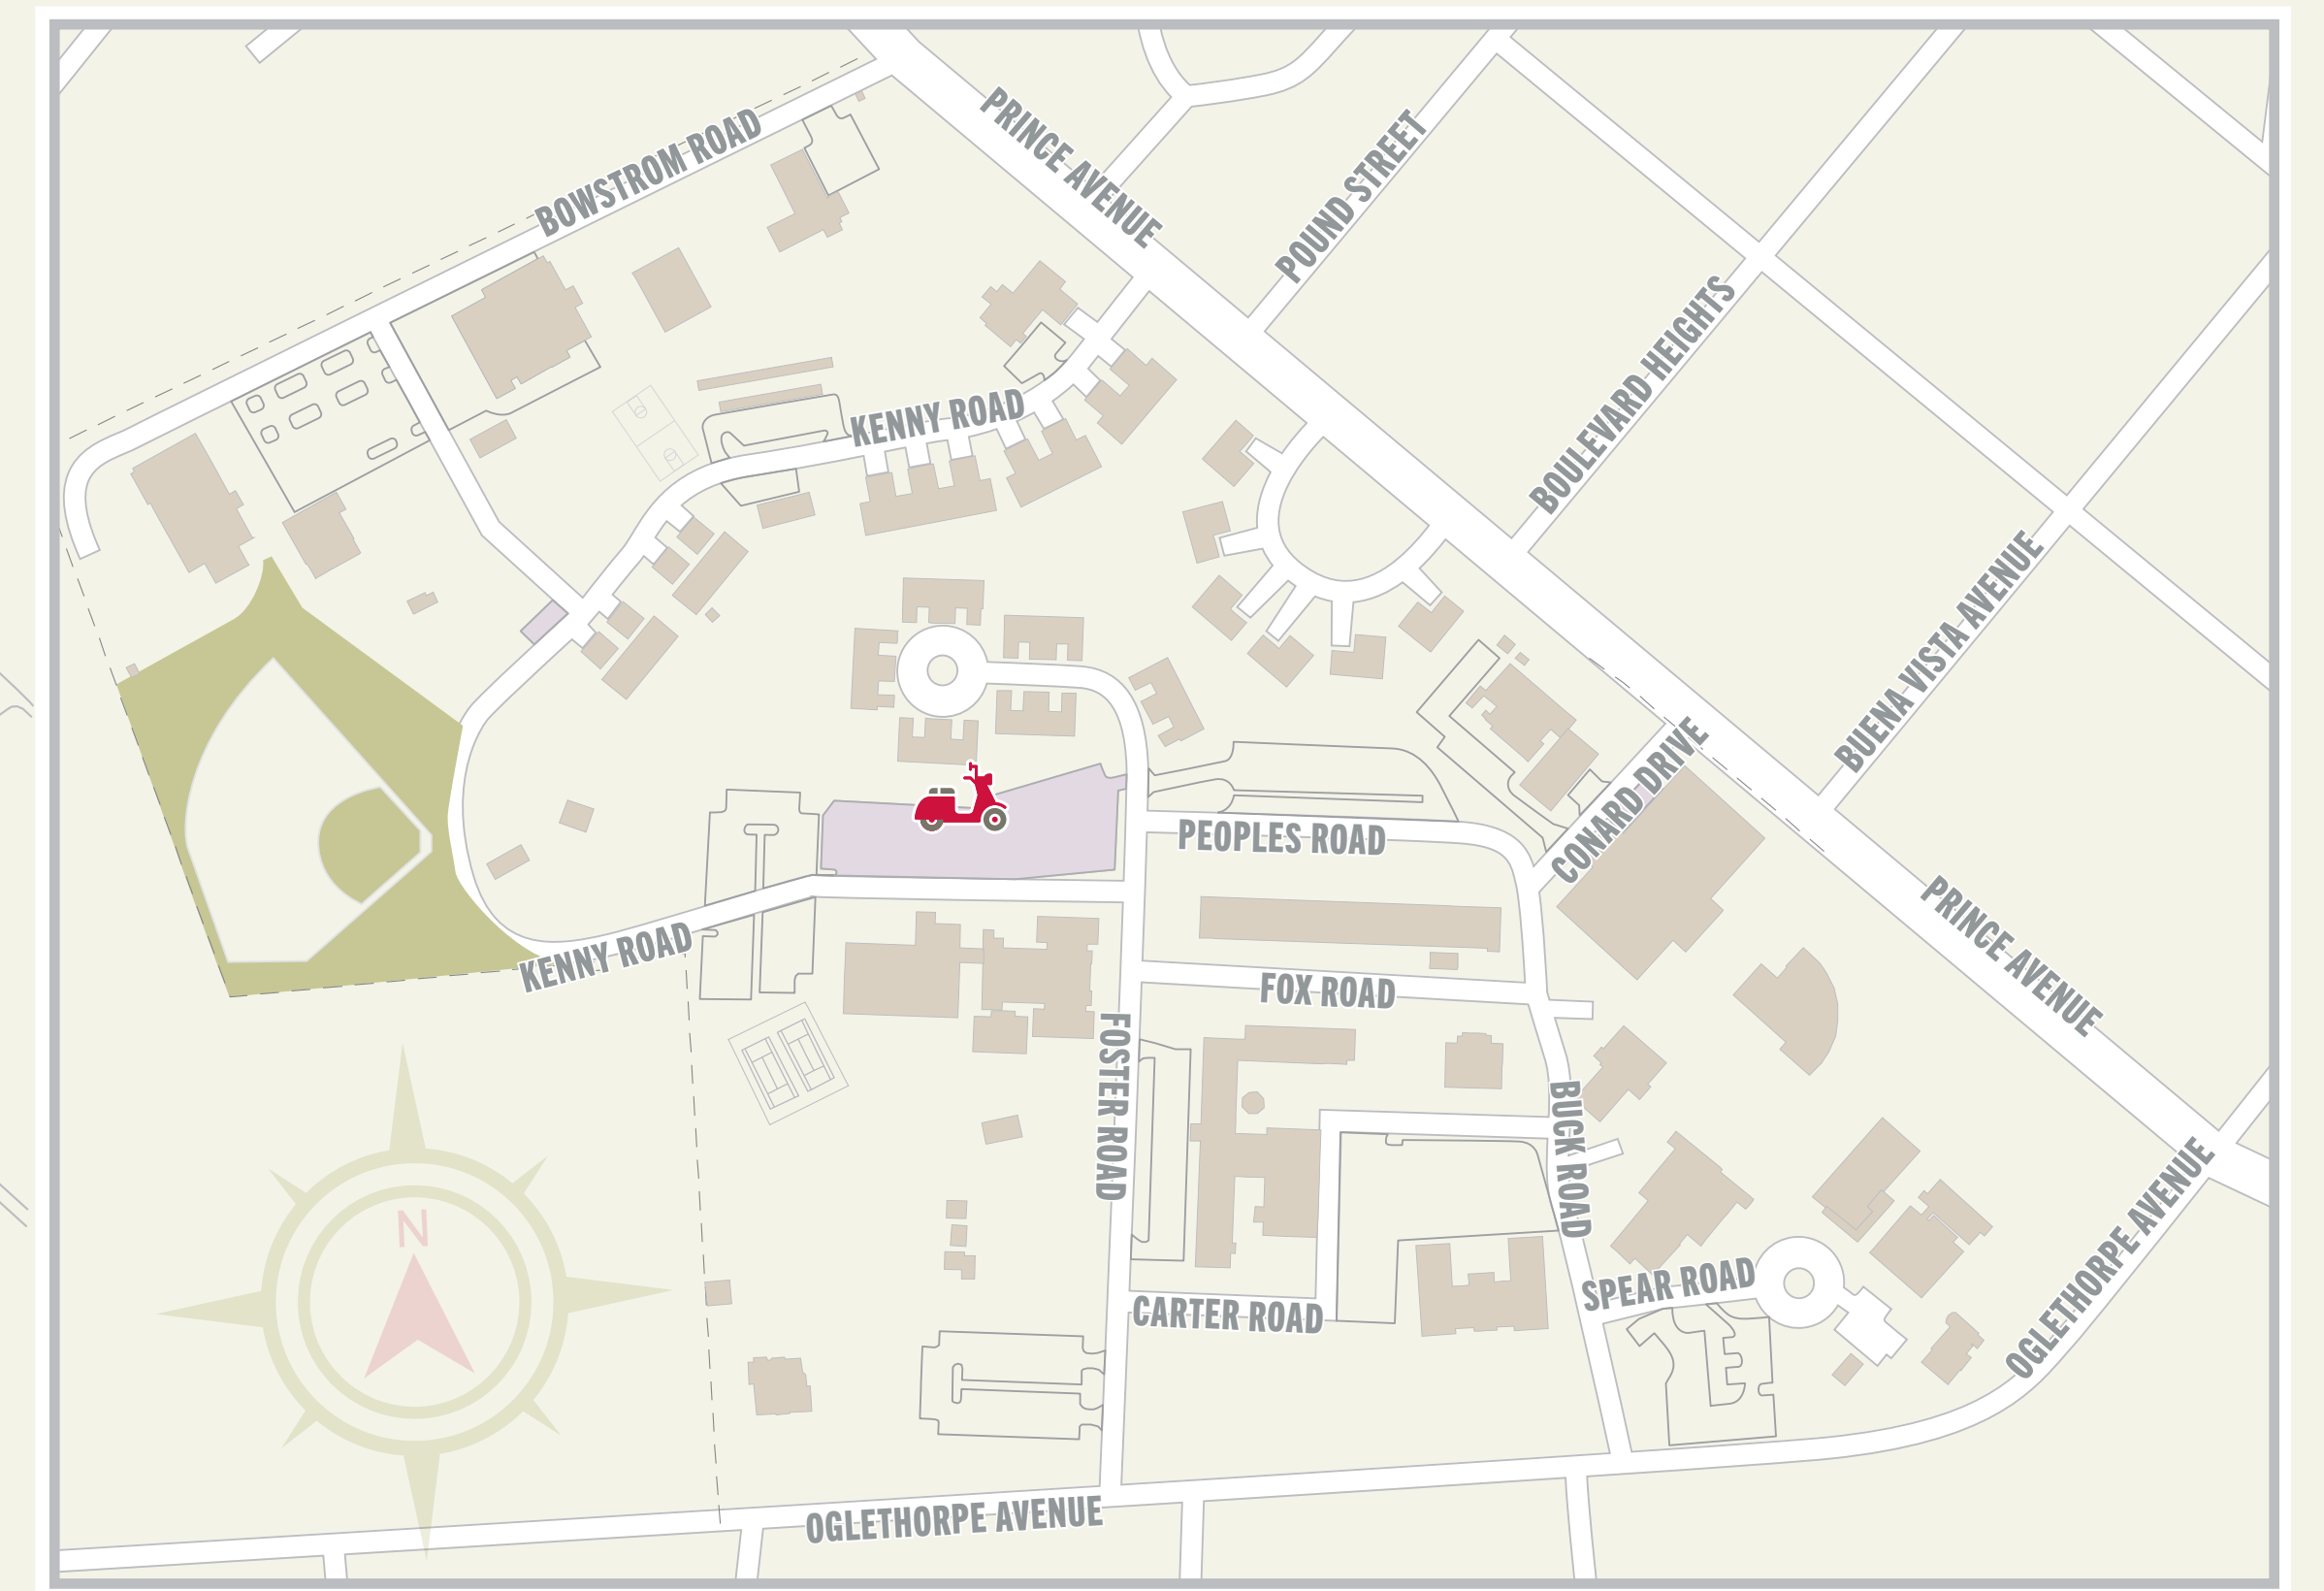 BOWSTROM ROAD
PRINCE AVENUE
POUND STREET
BOULEVARD HEIGHTS
KENNY ROAD
BUENA VISTA AVENUE
CONARD DRIVE
PEOPLES ROAD
PRINCE AVENUE
KENNY ROAD
FOX ROAD
FOSTER ROAD
BUCK ROAD
N
SPEAR ROAD
CARTER ROAD
OGLETHORPE AVENUE
OGLETHORPE AVENUE